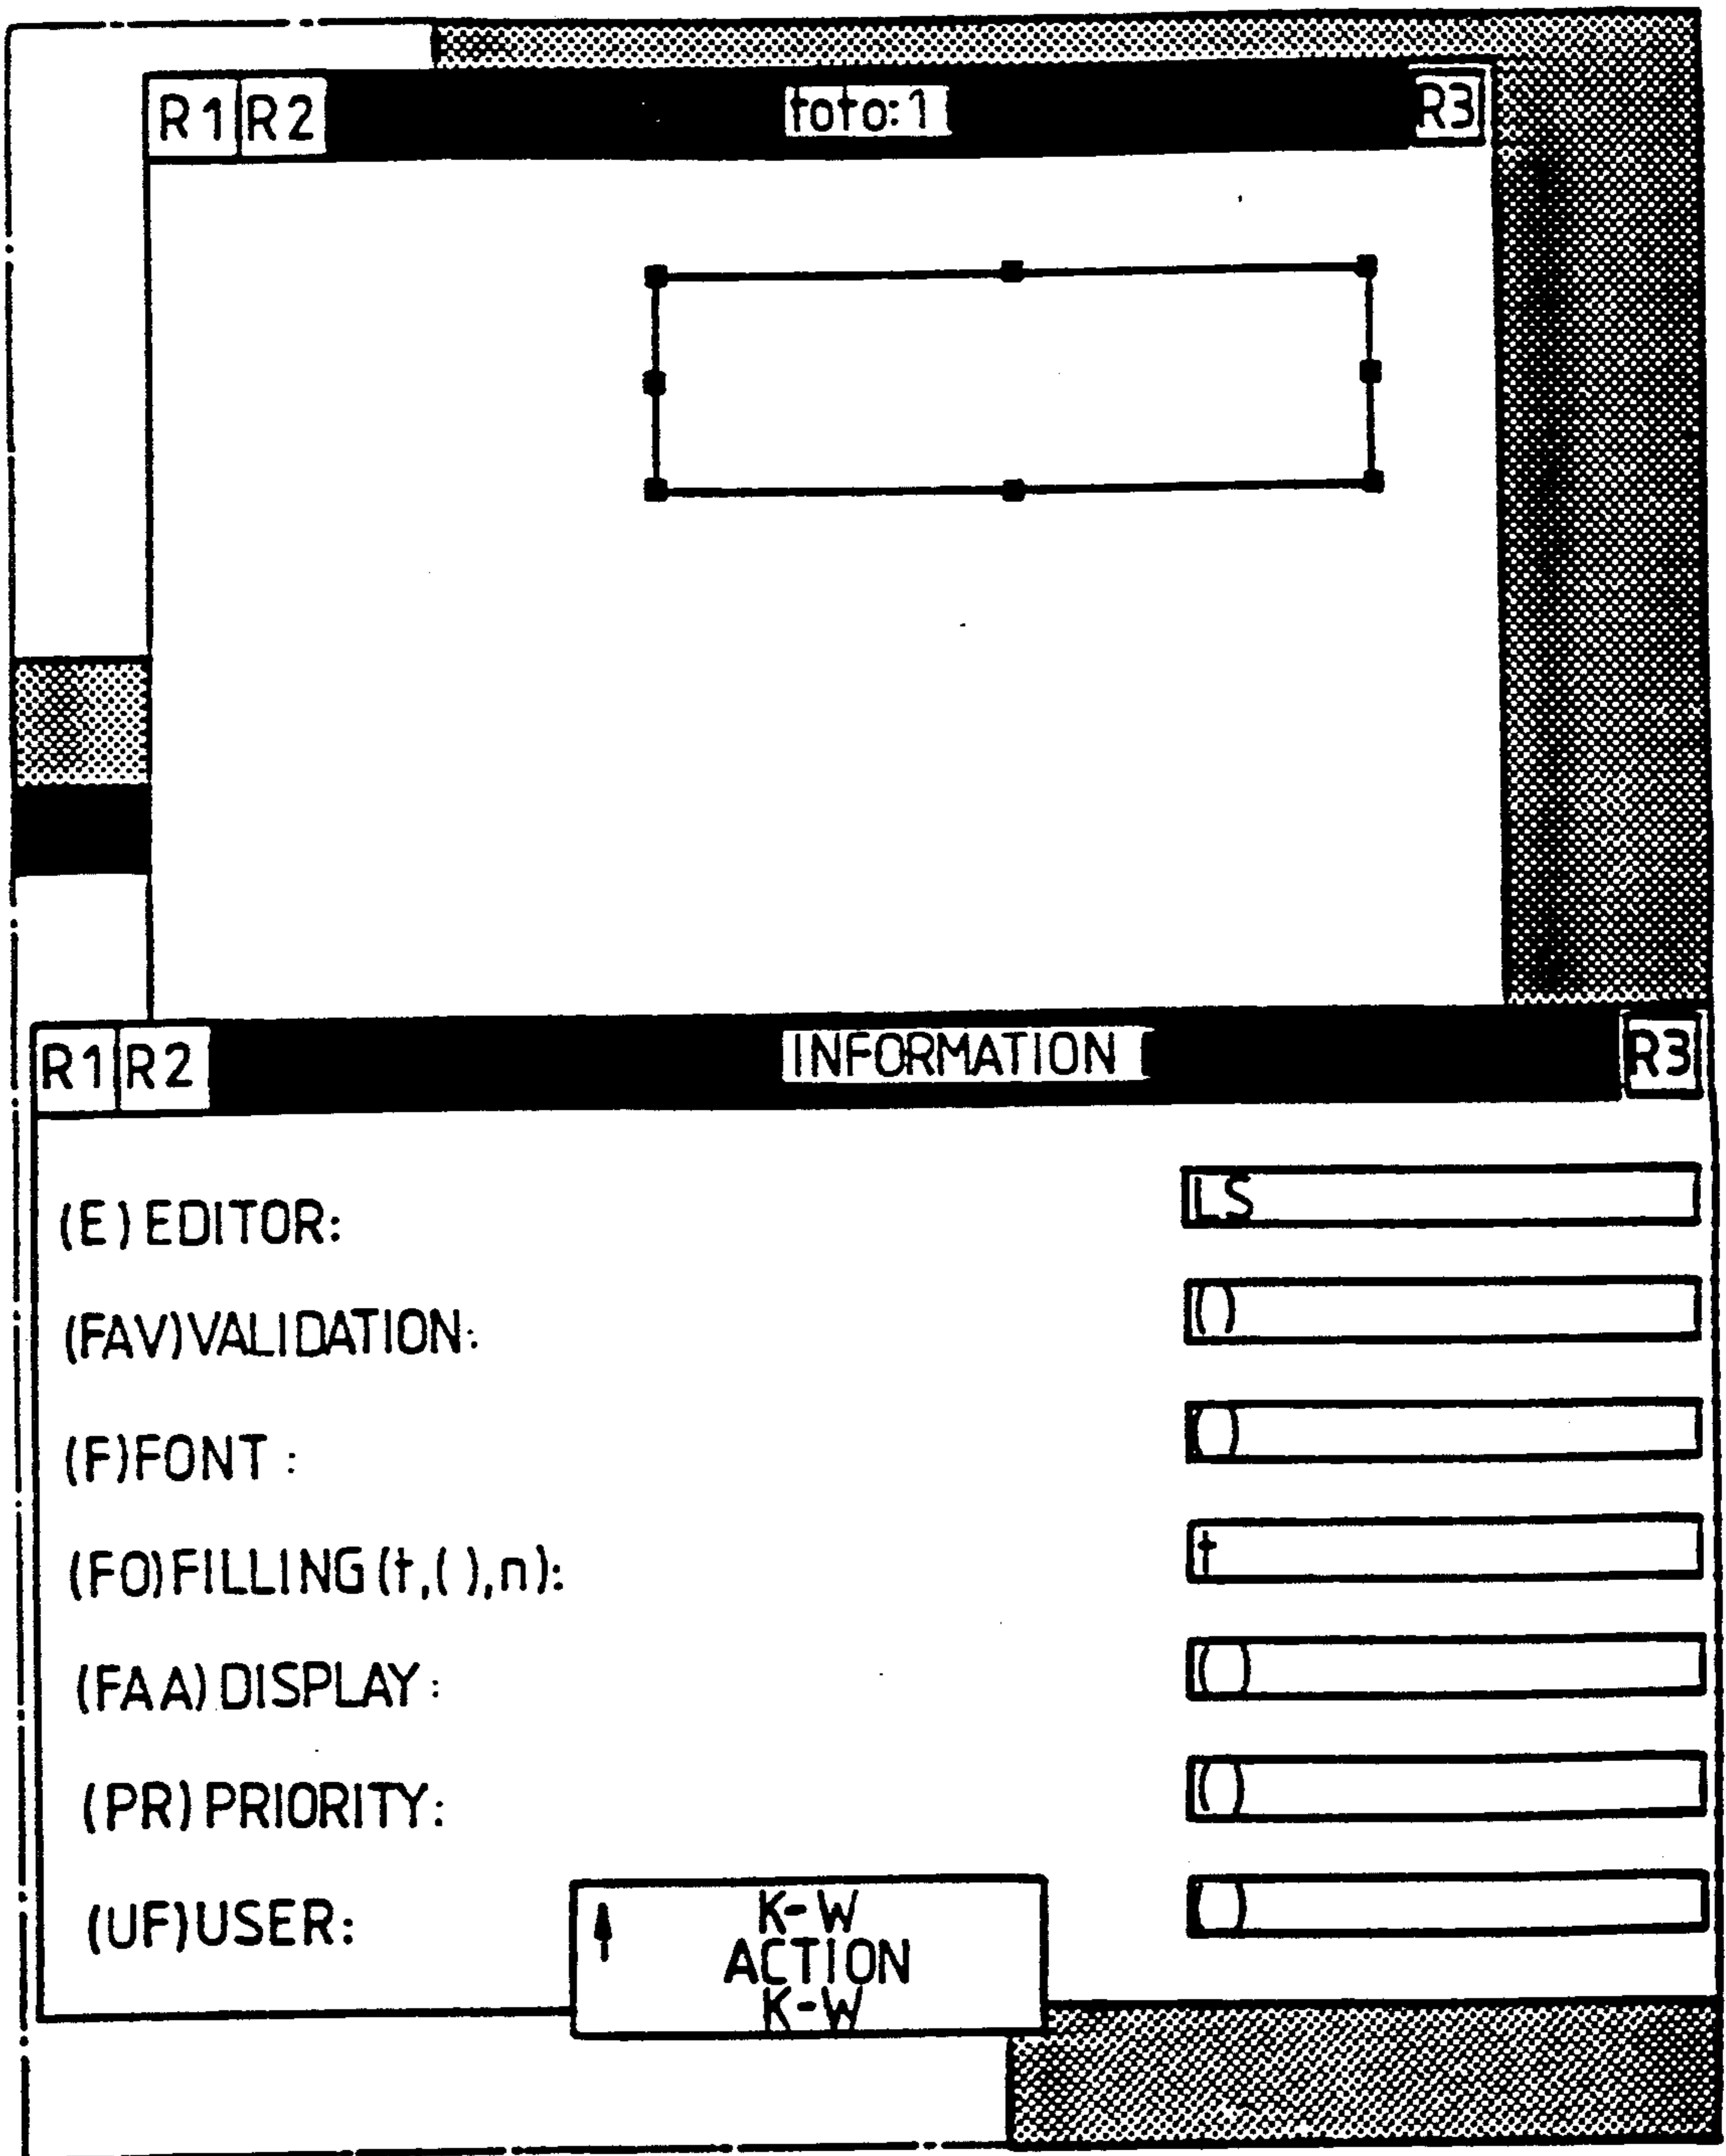 R1 R2 toto:1 R3
R1 R2 INFORMATION R3
(E) EDITOR: LS
(FAV) VALIDATION: ()
(F) FONT : ()
(FO) FILLING (t,( ),n): t
(FAA) DISPLAY : ()
(PR) PRIORITY: ()
(UF) USER: ()
K-W
ACTION
K-W